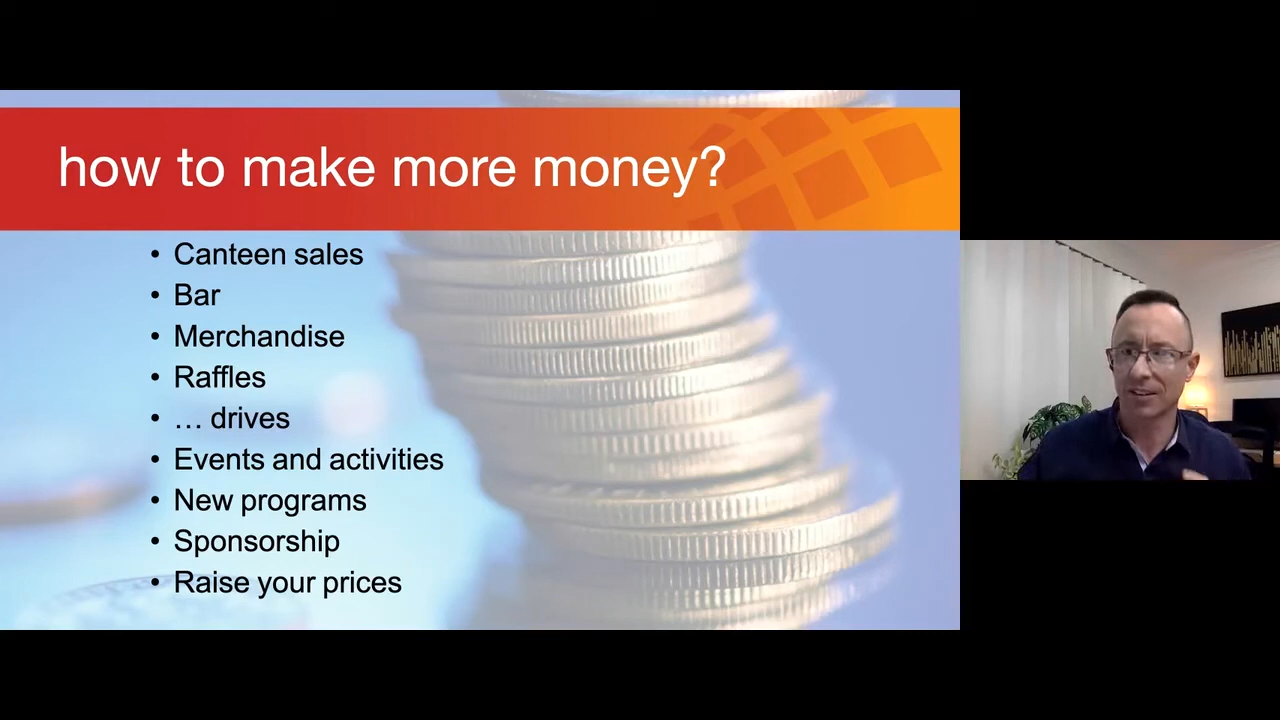 how to make more money?
• Canteen sales
• Bar
• Merchandise
• Raffles
• … drives
• Events and activities
• New programs
• Sponsorship
• Raise your prices